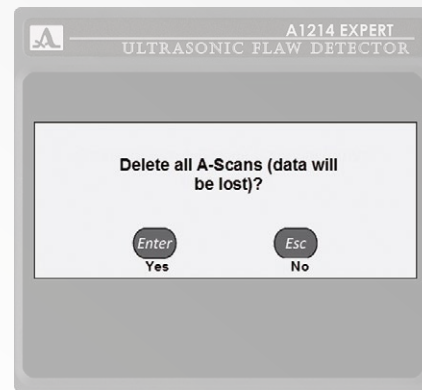 A1214 EXPERT
ULTRASONIC FLAW DETECTOR
Delete all A-Scans (data will
be lost)?
Enter
Esc
Yes
No